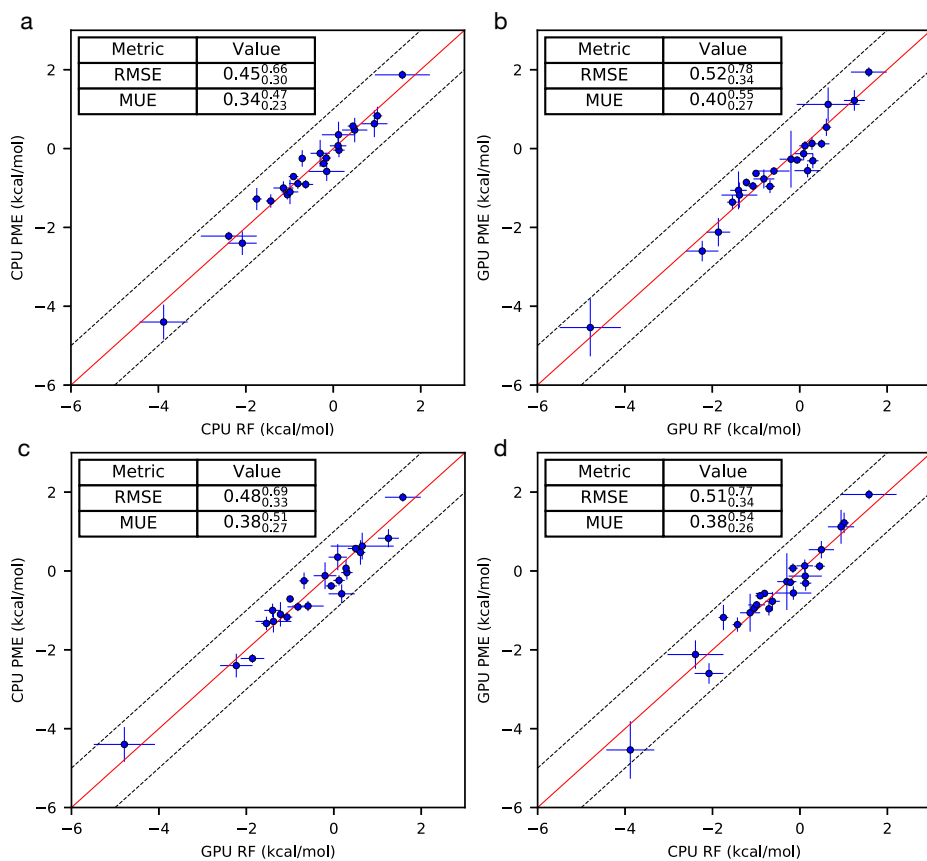 a
Metric Value
RMSE 0.45 0.66 0.30
MUE 0.34 0.47 0.23
2
0
−2
−4
−6
CPU PME (kcal/mol)
−6 −4 −2 0 2
CPU RF (kcal/mol)
b
Metric Value
RMSE 0.52 0.78 0.34
MUE 0.40 0.55 0.27
2
0
−2
−4
−6
GPU PME (kcal/mol)
−6 −4 −2 0 2
GPU RF (kcal/mol)
c
Metric Value
RMSE 0.48 0.69 0.33
MUE 0.38 0.51 0.27
2
0
−2
−4
−6
CPU PME (kcal/mol)
−6 −4 −2 0 2
GPU RF (kcal/mol)
d
Metric Value
RMSE 0.51 0.77 0.34
MUE 0.38 0.54 0.26
2
0
−2
−4
−6
GPU PME (kcal/mol)
−6 −4 −2 0 2
CPU RF (kcal/mol)